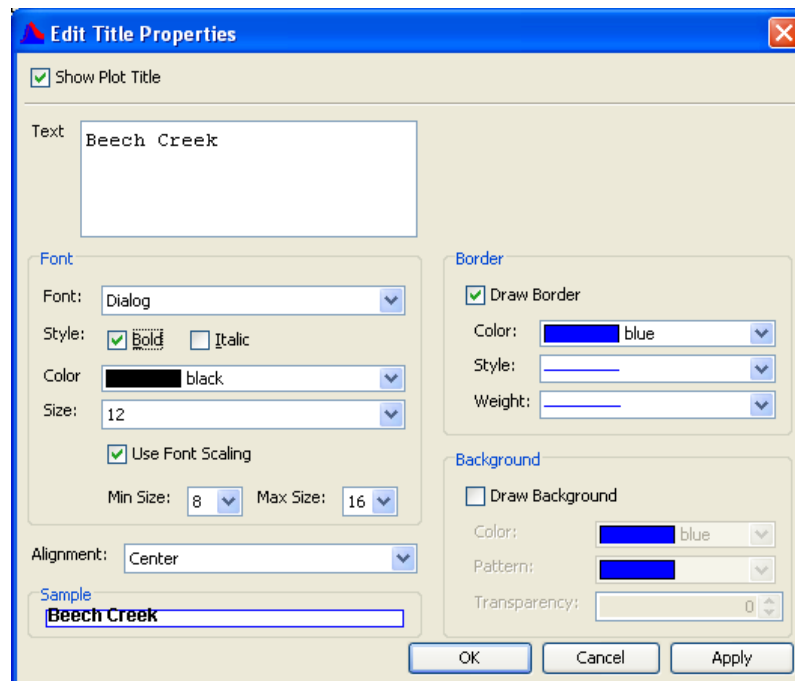 Edit Title Properties
Show Plot Title
Text
Beech Creek
Font
Font:
Dialog
Style:
Bold
Italic
Color
black
Size:
12
Use Font Scaling
Min Size:
8
Max Size:
16
Alignment:
Center
Sample
Beech Creek
Border
Draw Border
Color:
blue
Style:
Weight:
Background
Draw Background
Color:
blue
Pattern:
Transparency:
0
OK
Cancel
Apply